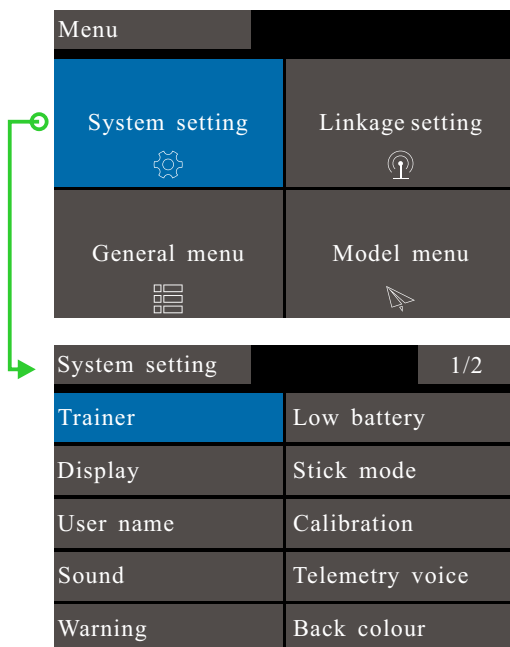 Menu
System setting
Linkage setting
General menu
Model menu
System setting
1/2
Trainer
Low battery
Display
Stick mode
User name
Calibration
Sound
Telemetry voice
Warning
Back colour